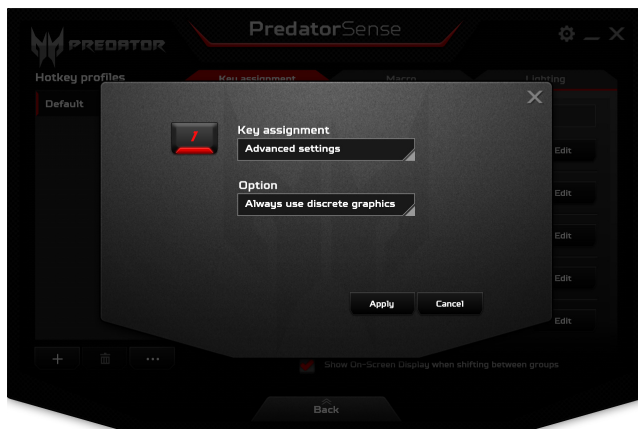 PREDATOR
PredatorSense
Hotkey profiles
Key assignment
Macro
Lighting
Default
1
Key assignment
Advanced settings
Option
Always use discrete graphics
Apply
Cancel
Edit
Edit
Edit
Edit
Edit
Show On-Screen Display when shifting between groups
Back